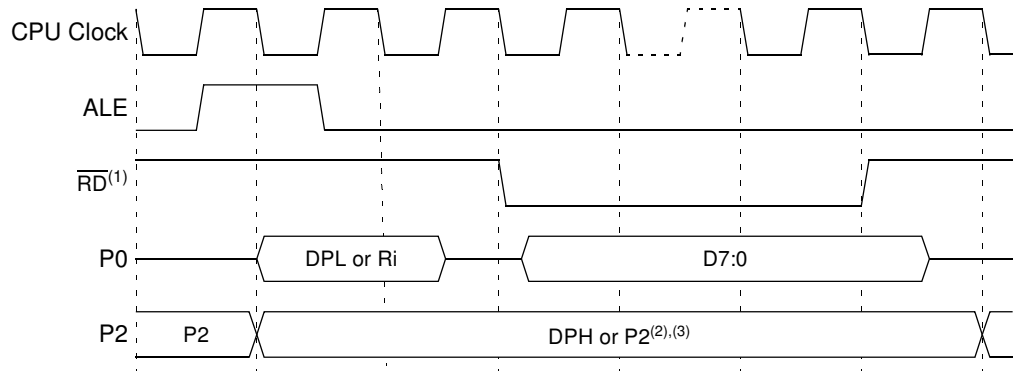 CPU Clock
ALE
RD(1)
P0 DPL or Ri D7:0
P2 P2 DPH or P2(2),(3)